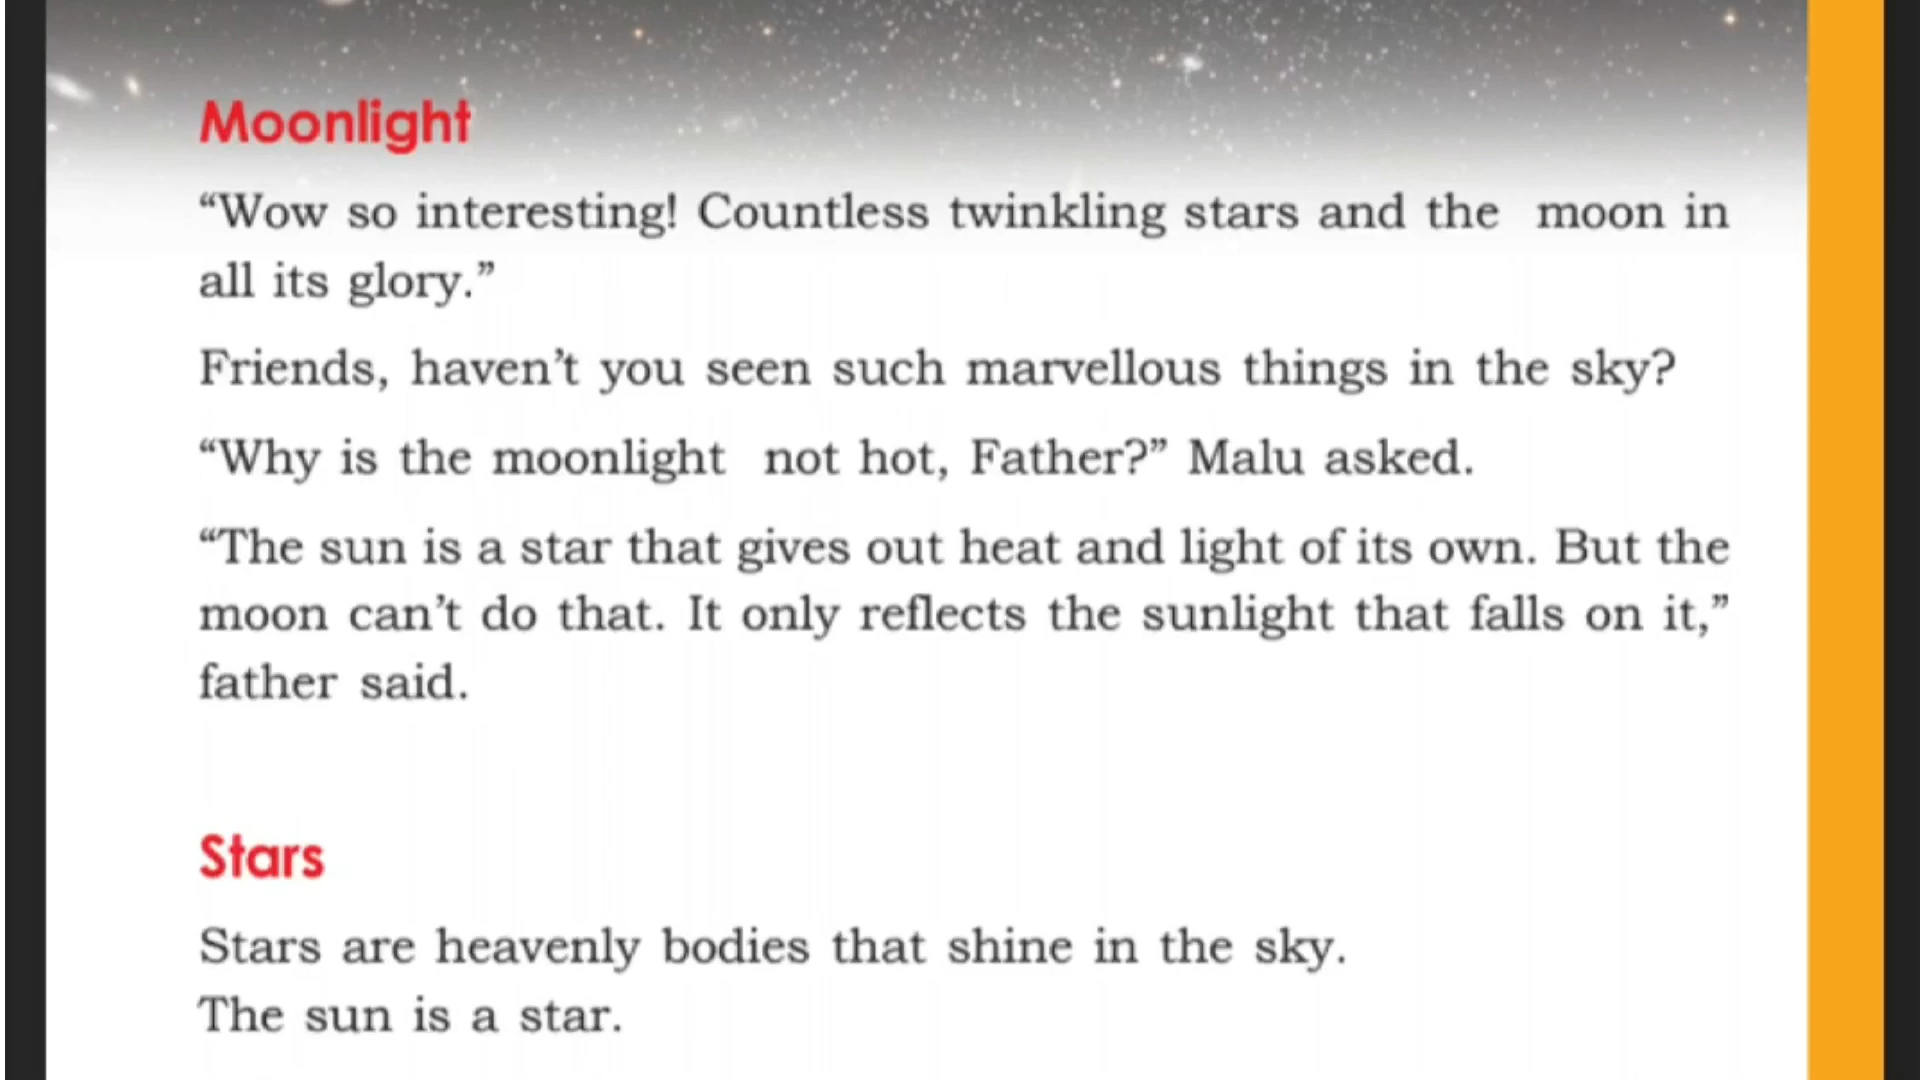 Moonlight
“Wow so interesting! Countless twinkling stars and the moon in
all its glory.”
Friends, haven’t you seen such marvellous things in the sky?
“Why is the moonlight not hot, Father?” Malu asked.
“The sun is a star that gives out heat and light of its own. But the
moon can’t do that. It only reflects the sunlight that falls on it,”
father said.
Stars
Stars are heavenly bodies that shine in the sky.
The sun is a star.